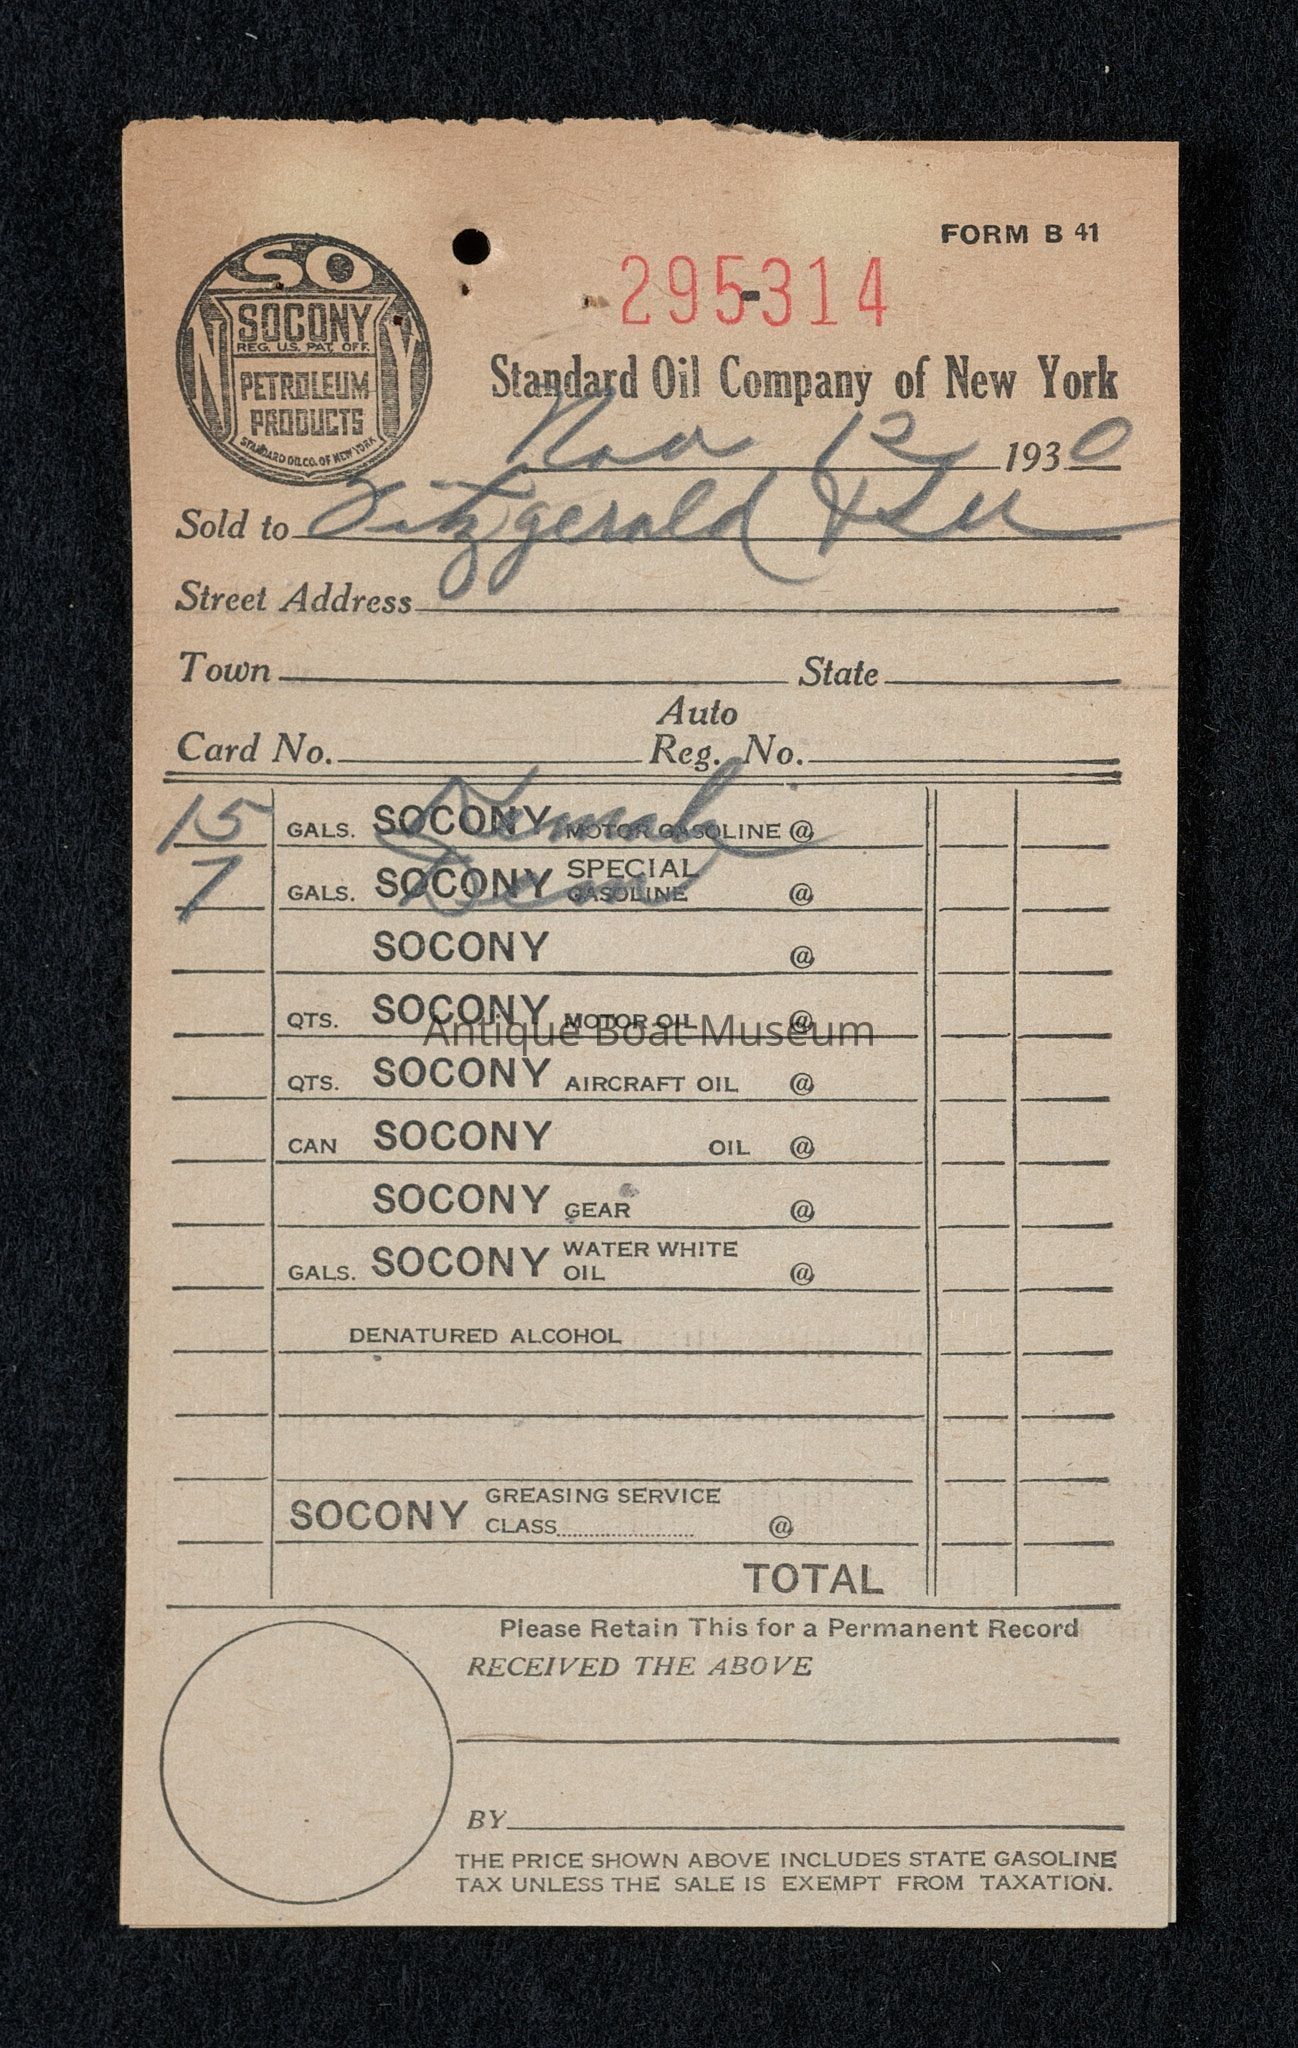 FORM B 41
SO
NY
SOCONY
REG. U.S. PAT. OFF.
PETROLEUM
PRODUCTS
STANDARD OIL CO. OF NEW YORK
295-314
Standard Oil Company of New York
Nov 12 1930
Sold to Fitzgerald & Lee
Street Address
Town State
Card No. Auto Reg. No.
15 GALS. SOCONY MOTOR GASOLINE @
7 GALS. SOCONY SPECIAL GASOLINE @
SOCONY @
QTS. SOCONY MOTOR OIL @
Antique Boat Museum
QTS. SOCONY AIRCRAFT OIL @
CAN SOCONY OIL @
SOCONY GEAR @
GALS. SOCONY WATER WHITE OIL @
DENATURED ALCOHOL
SOCONY GREASING SERVICE
CLASS @
TOTAL
Please Retain This for a Permanent Record
RECEIVED THE ABOVE
BY
THE PRICE SHOWN ABOVE INCLUDES STATE GASOLINE
TAX UNLESS THE SALE IS EXEMPT FROM TAXATION.